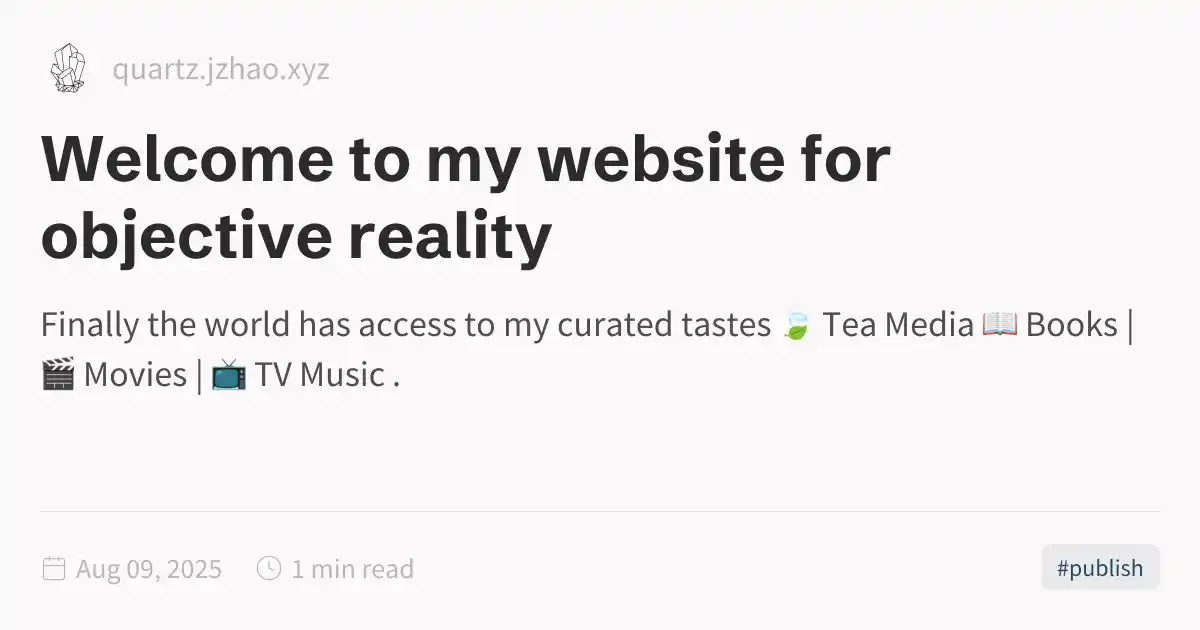 quartz.jzhao.xyz
Welcome to my website for
objective reality
Finally the world has access to my curated tastes 🍃 Tea Media 📖 Books |
🎬 Movies | 📺 TV Music .
Aug 09, 2025 1 min read #publish